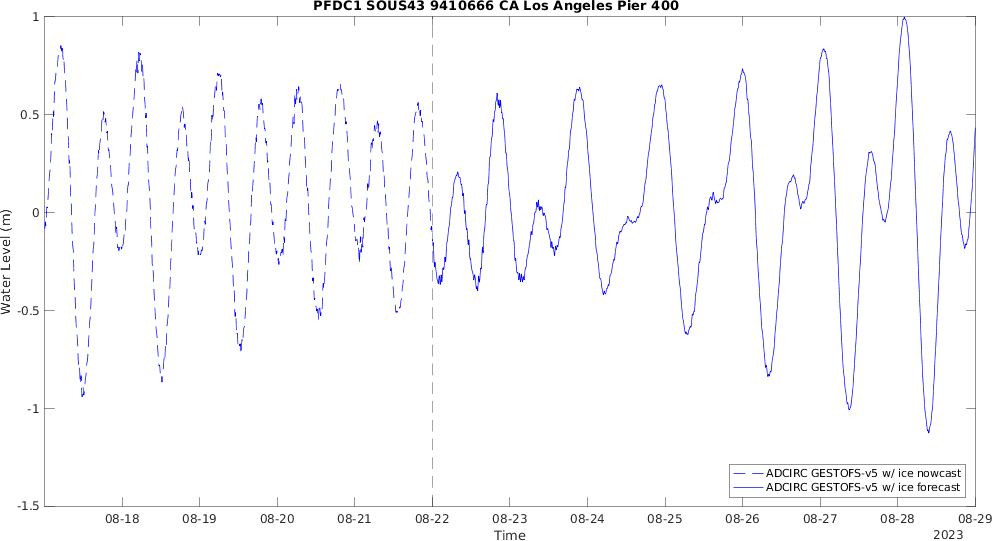 PFDC1 SOUS43 9410666 CA Los Angeles Pier 400
1
0.5
0
-0.5
-1
-1.5
Water Level (m)
ADCIRC GESTOFS-v5 w/ ice nowcast
ADCIRC GESTOFS-v5 w/ ice forecast
08-18 08-19 08-20 08-21 08-22 08-23 08-24 08-25 08-26 08-27 08-28 08-29
Time
2023